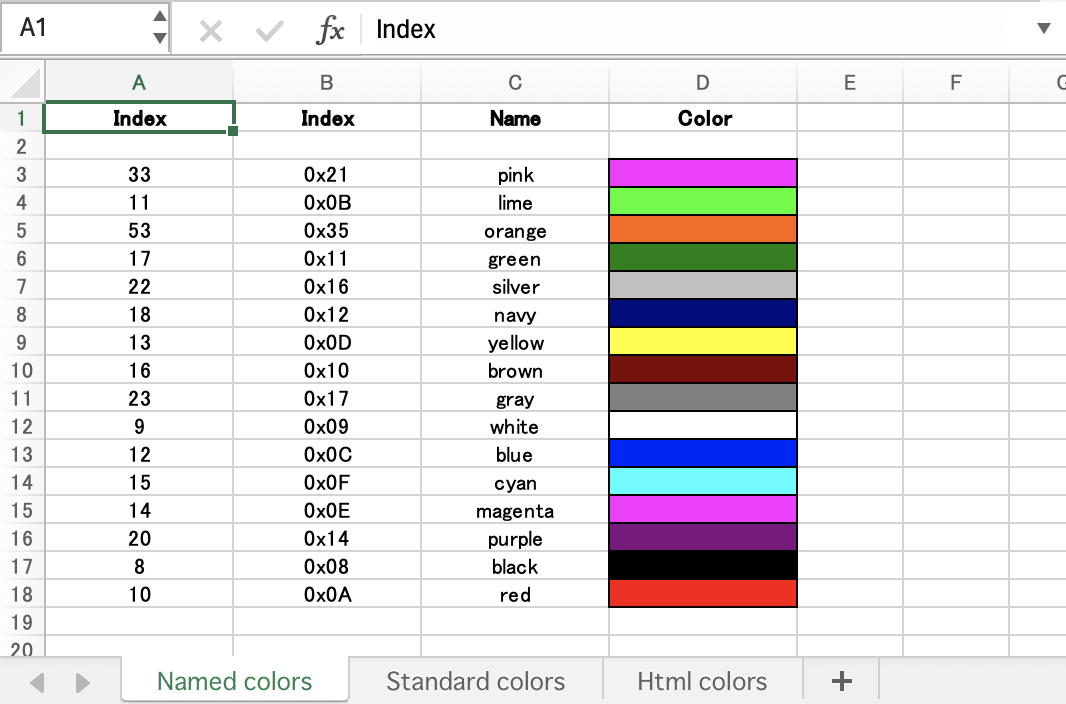 A1 fx Index
A B C D E F G
1 Index Index Name Color
2
3 33 0x21 pink
4 11 0x0B lime
5 53 0x35 orange
6 17 0x11 green
7 22 0x16 silver
8 18 0x12 navy
9 13 0x0D yellow
10 16 0x10 brown
11 23 0x17 gray
12 9 0x09 white
13 12 0x0C blue
14 15 0x0F cyan
15 14 0x0E magenta
16 20 0x14 purple
17 8 0x08 black
18 10 0x0A red
19
20
Named colors Standard colors Html colors +